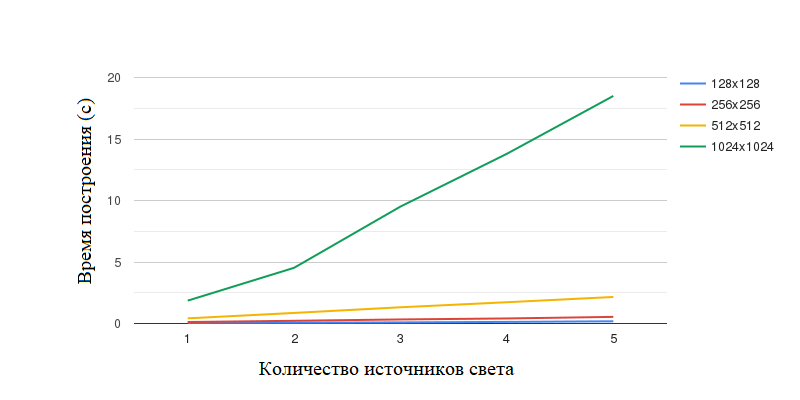 20
15
10
5
0
Время построения (с)
1 2 3 4 5
Количество источников света
128x128
256x256
512x512
1024x1024